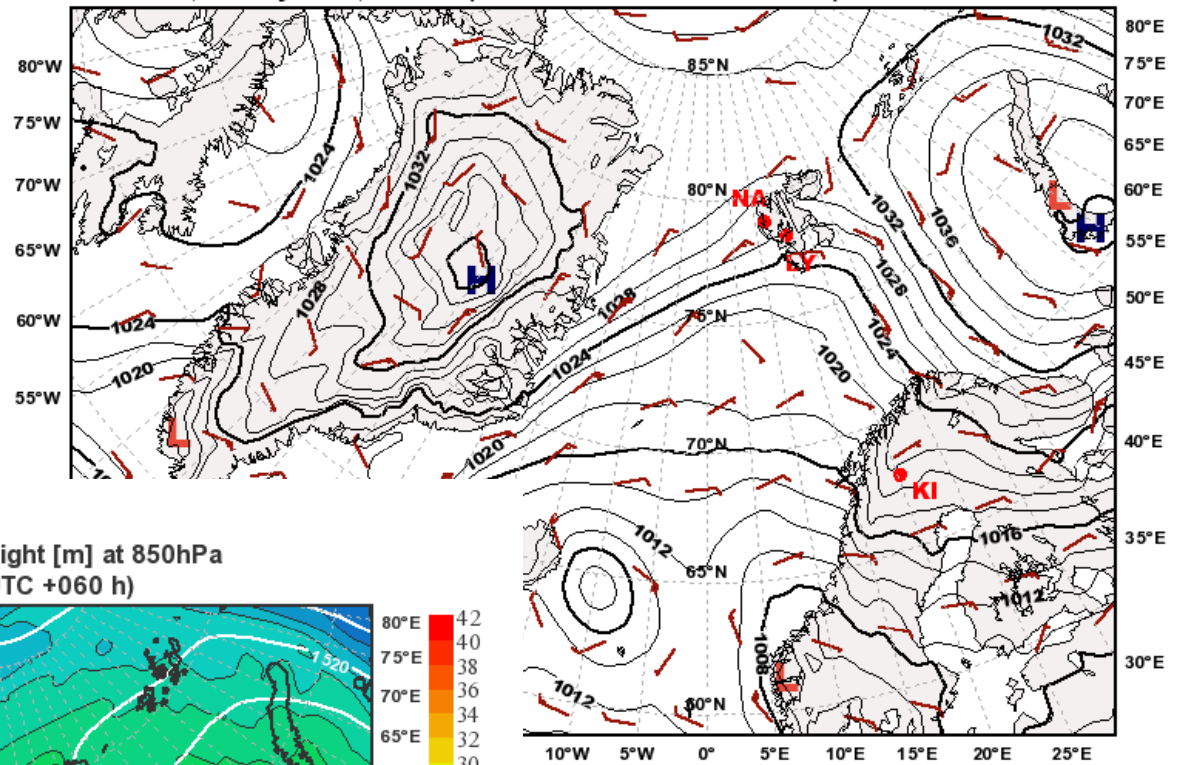 1032
80°E
80°W
85°N
75°E
75°W
70°E
1024
1032
65°E
70°W
80°N
NA
60°E
L
1032
1036
H
55°E
65°W
LY
H
1028
1028
1028
50°E
60°W
1024
75°N
1024
45°E
1020
1024
1020
55°W
L
40°E
1020
70°N
KI
35°E
1012
1016
ight [m] at 850hPa
65°N
TC +060 h)
1012
80°E
42
1008
40
1 520
75°E
38
L
30°E
70°E
36
1012
60°N
34
65°E
32
30
10°W
5°W
0°
5°E
10°E
15°E
20°E
25°E